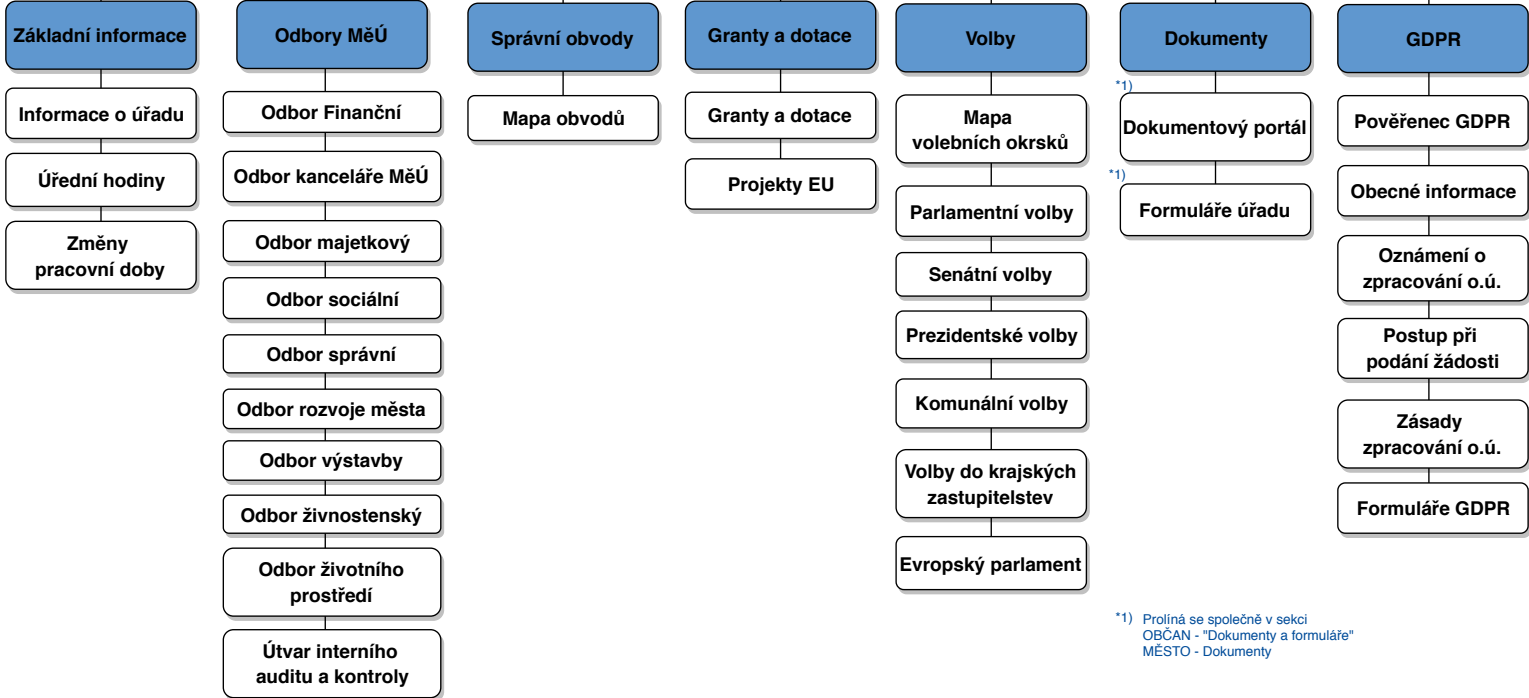 Základní informace
Informace o úřadu
Úřední hodiny
Změny
pracovní doby
Odbory MěÚ
Odbor Finanční
Odbor kanceláře MěÚ
Odbor majetkový
Odbor sociální
Odbor správní
Odbor rozvoje města
Odbor výstavby
Odbor živnostenský
Odbor životního
prostředí
Útvar interního
auditu a kontroly
Správní obvody
Mapa obvodů
Granty a dotace
Granty a dotace
Projekty EU
Volby
Mapa
volebních okrsků
Parlamentní volby
Senátní volby
Prezidentské volby
Komunální volby
Volby do krajských
zastupitelstev
Evropský parlament
Dokumenty
*1)
Dokumentový portál
*1)
Formuláře úřadu
GDPR
Pověřenec GDPR
Obecné informace
Oznámení o
zpracování o.ú.
Postup při
podání žádosti
Zásady
zpracování o.ú.
Formuláře GDPR
*1) Prolíná se společně v sekci
OBČAN - "Dokumenty a formuláře"
MĚSTO - Dokumenty